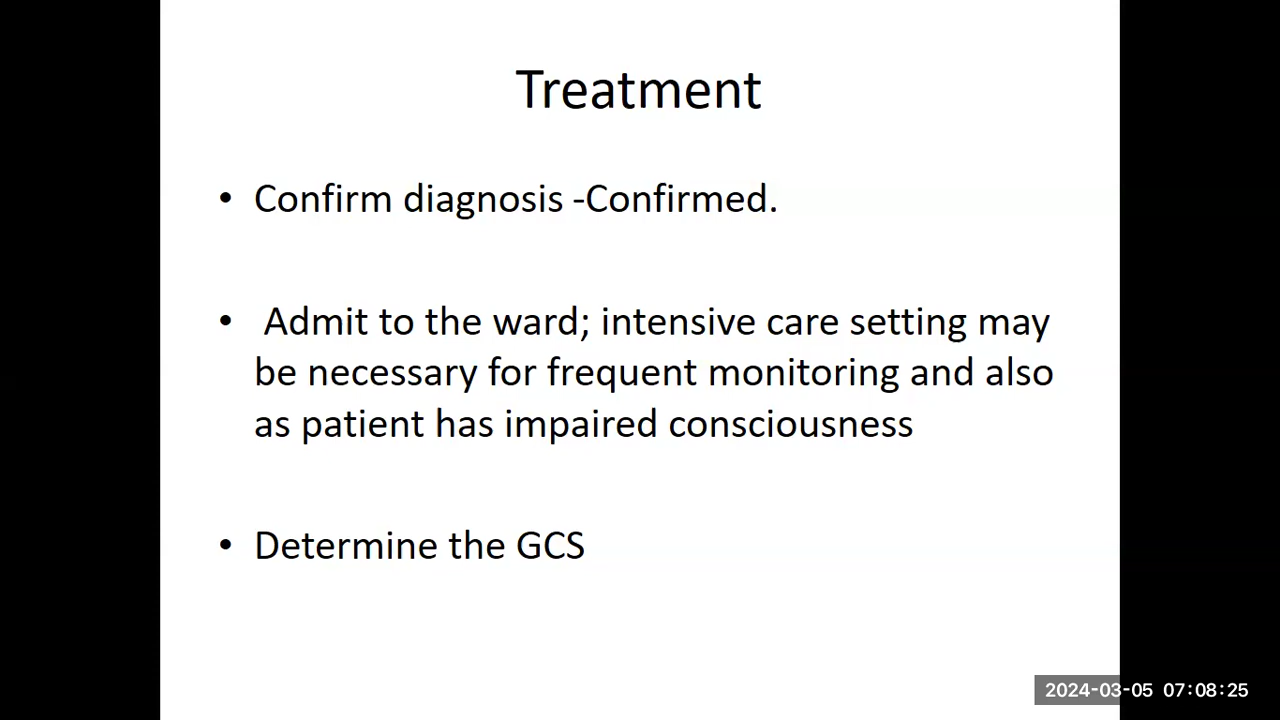 Treatment
• Confirm diagnosis -Confirmed.
• Admit to the ward; intensive care setting may
be necessary for frequent monitoring and also
as patient has impaired consciousness
• Determine the GCS
2024-03-05 07:08:25